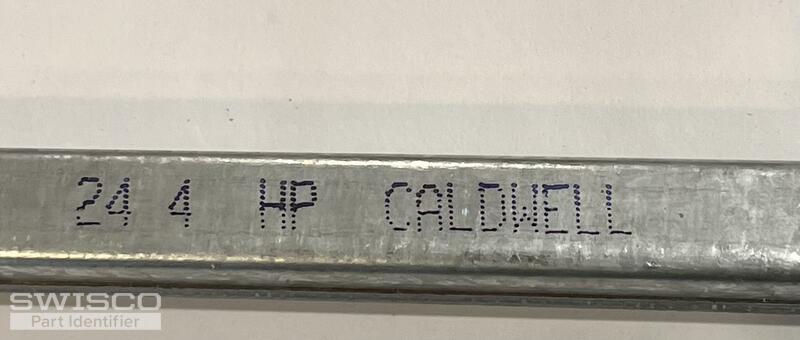 24 4 HP CALDWELL
SWISCO
Part Identifier